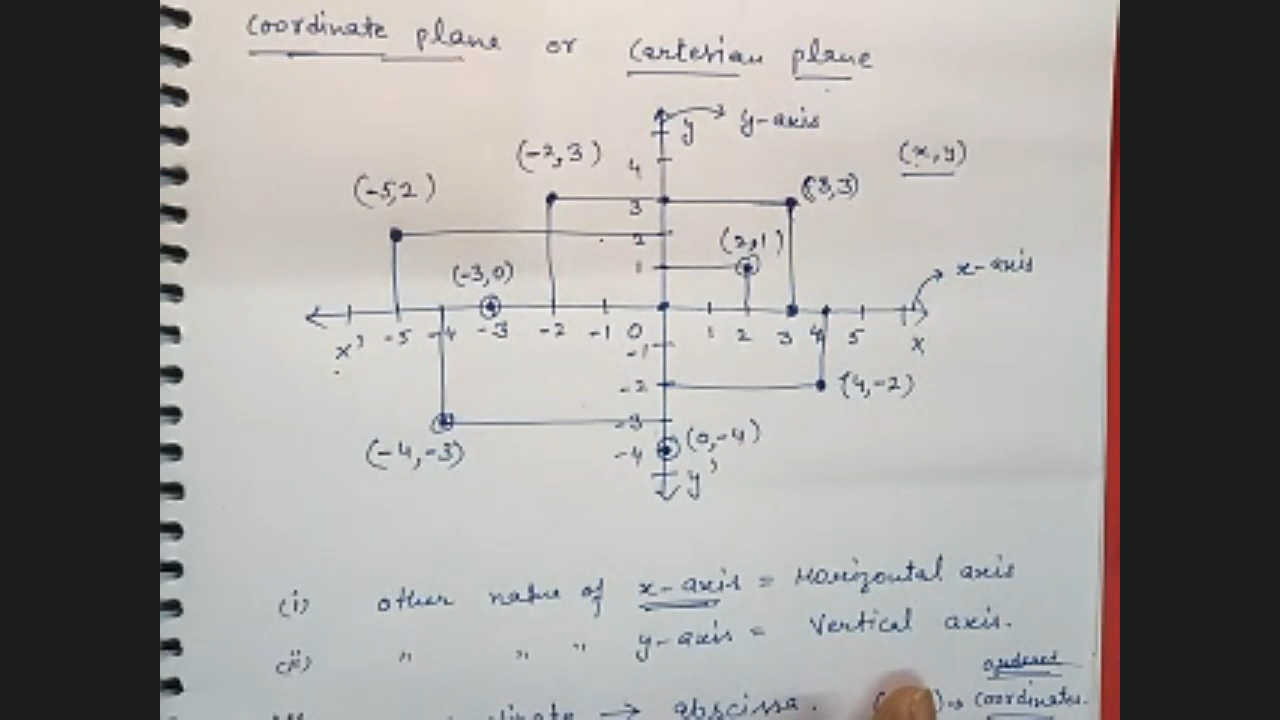 Coordinate plane or Cartesian plane
y y-axis
(-2,3) 4 (x,y)
(-5,2) (3,3)
3
2 (2,1)
(-3,0) 1 x-axis
x' -5 -4 -3 -2 -1 0 1 2 3 4 5 x
-1
-2 (4,-2)
-3
(-4,-3) -4 (0,-4)
y'
(i) other name of x-axis = Horizontal axis
(ii) " " " y-axis = Vertical axis.
ordered
→ abscissa. → coordinates.